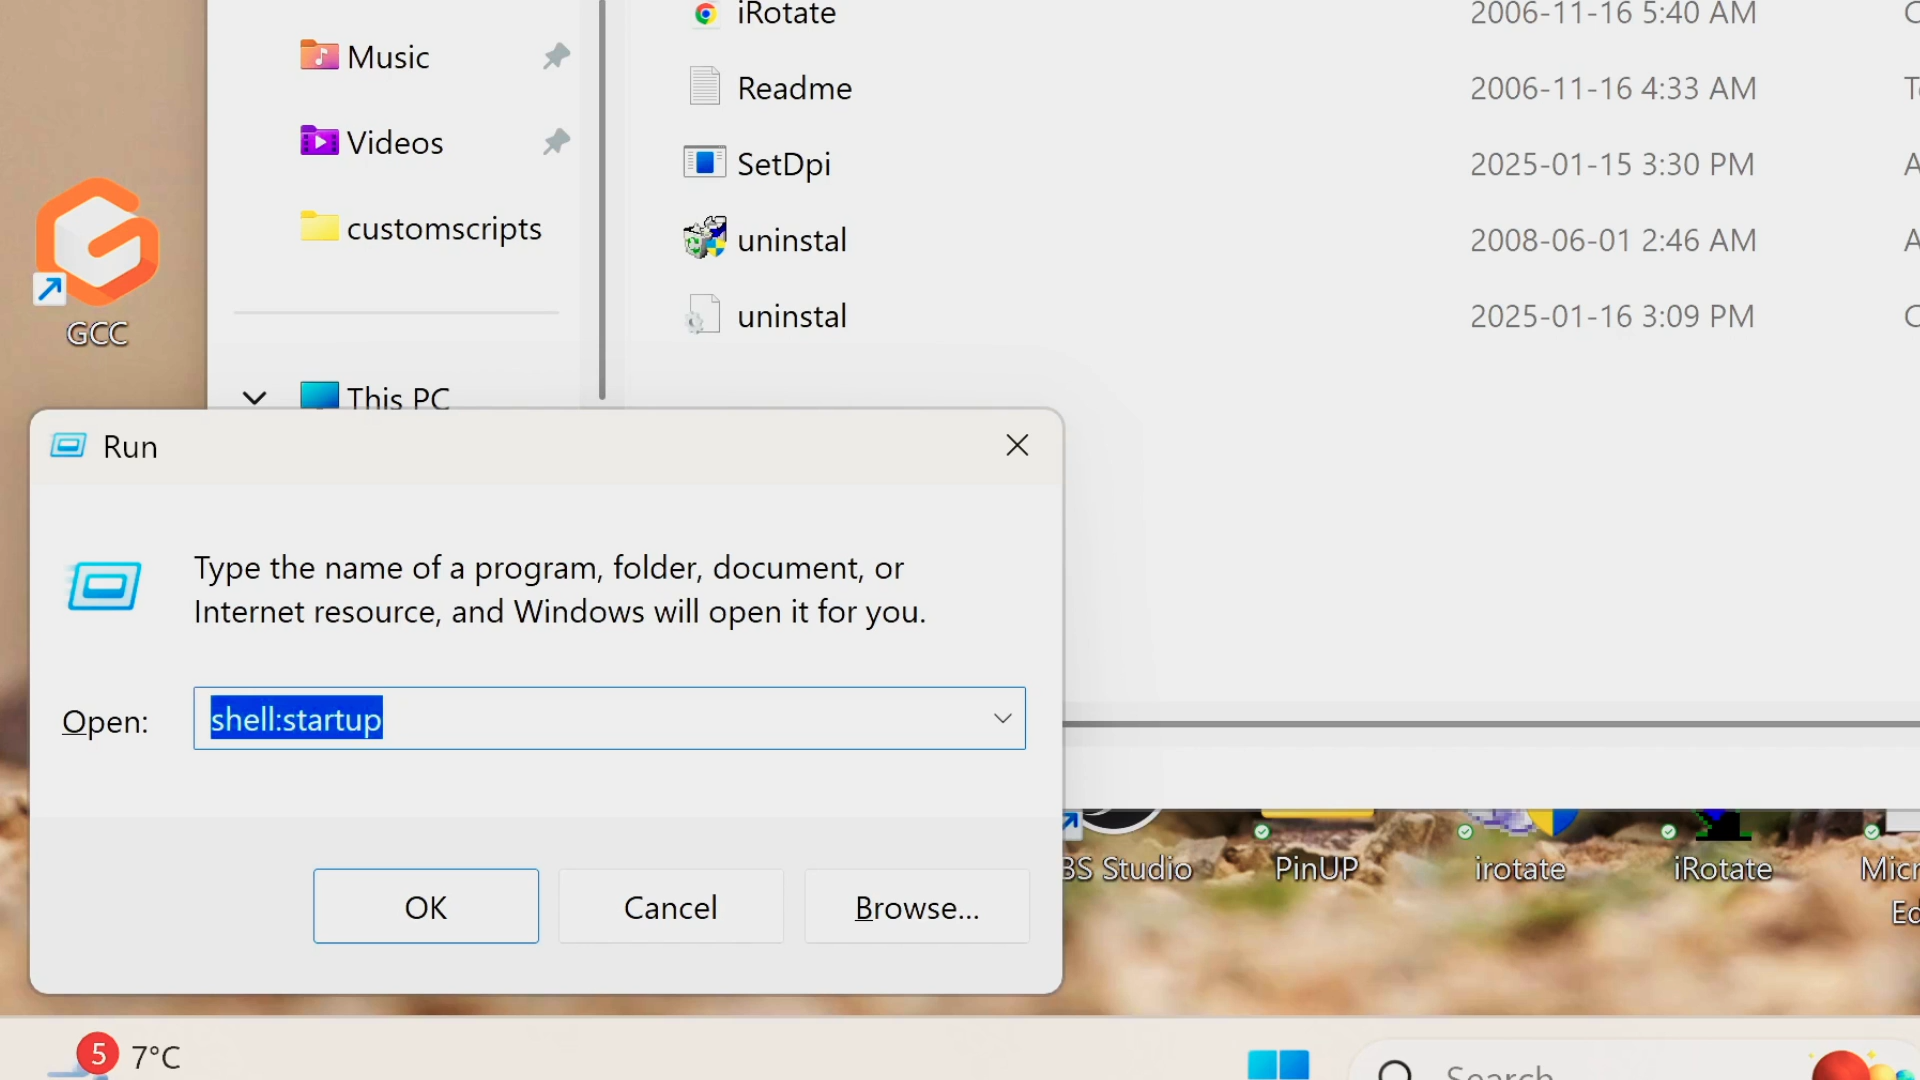 iRotate 2006-11-16 5:40 AM
Music
Readme 2006-11-16 4:33 AM
Videos
SetDpi 2025-01-15 3:30 PM
customscripts
uninstal 2008-06-01 2:46 AM
uninstal 2025-01-16 3:09 PM
GCC
This PC
Run
Type the name of a program, folder, document, or
Internet resource, and Windows will open it for you.
Open: shell:startup
OK Cancel Browse...
BS Studio PinUP irotate iRotate Micr
Ed
5 7°C
Search